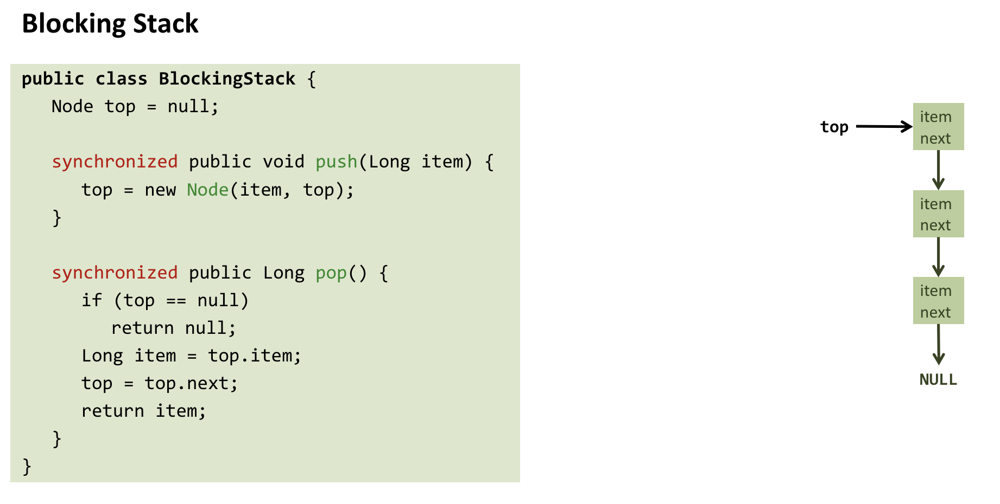 Blocking Stack
public class BlockingStack {
Node top = null;
synchronized public void push(Long item) {
top = new Node(item, top);
}
synchronized public Long pop() {
if (top == null)
return null;
Long item = top.item;
top = top.next;
return item;
}
}
top
item
next
item
next
item
next
NULL